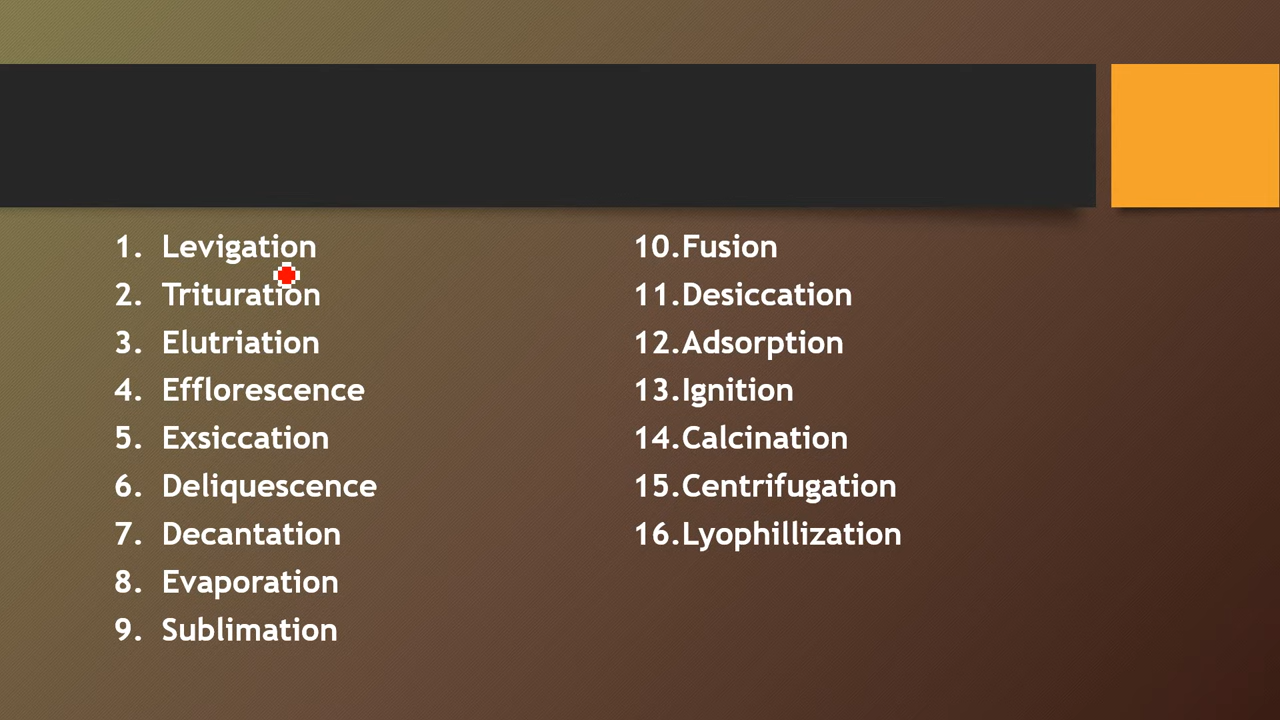 1. Levigation
2. Trituration
3. Elutriation
4. Efflorescence
5. Exsiccation
6. Deliquescence
7. Decantation
8. Evaporation
9. Sublimation
10.Fusion
11.Desiccation
12.Adsorption
13.Ignition
14.Calcination
15.Centrifugation
16.Lyophillization